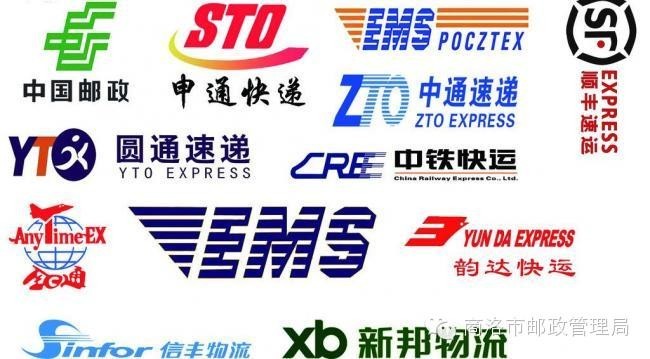 中国邮政
STO
申通快递
EMS
POCZTEX
SF
EXPRESS
顺丰速运
ZTO
中通速递
ZTO EXPRESS
YTO
圆通速递
YTO EXPRESS
CRE
中铁快运
China Railway Express Co., Ltd.
AnyTimeEX
EMS
YUN DA EXPRESS
韵达快运
Sinfor 信丰物流
xb 新邦物流
商洛市邮政管理局